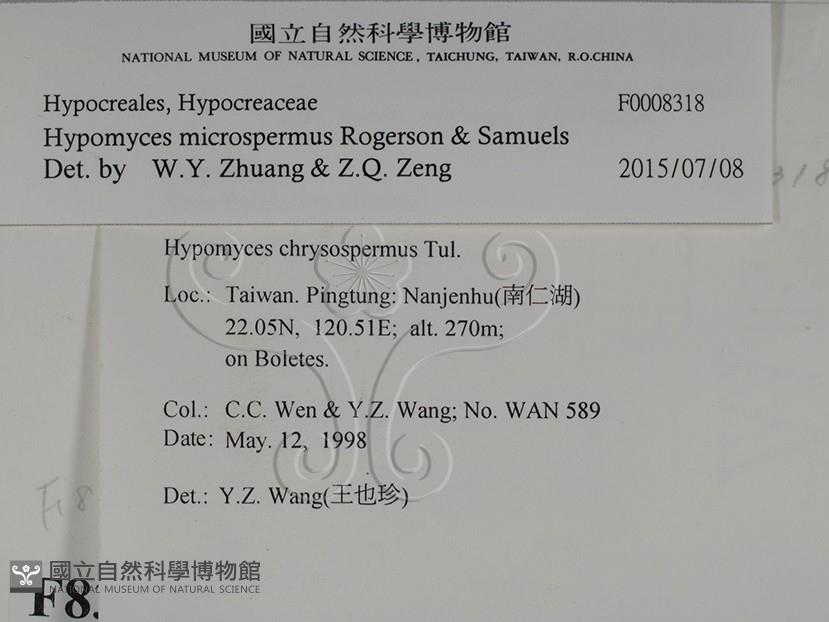 國立自然科學博物館
NATIONAL MUSEUM OF NATURAL SCIENCE, TAICHUNG, TAIWAN, R.O.CHINA
Hypocreales, Hypocreaceae F0008318
Hypomyces microspermus Rogerson & Samuels
Det. by W.Y. Zhuang & Z.Q. Zeng 2015/07/08
318
Hypomyces chrysospermus Tul.
Loc.: Taiwan. Pingtung: Nanjenhu(南仁湖)
22.05N, 120.51E; alt. 270m;
on Boletes.
Col.: C.C. Wen & Y.Z. Wang; No. WAN 589
Date: May. 12, 1998
Det.: Y.Z. Wang(王也珍)
國立自然科學博物館
NATIONAL MUSEUM OF NATURAL SCIENCE
F8.